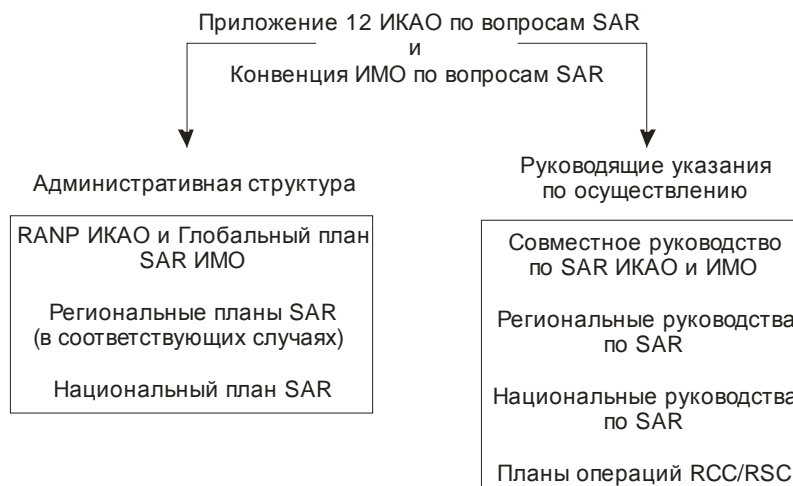 Приложение 12 ИКАО по вопросам SAR
и
Конвенция ИМО по вопросам SAR
Административная структура
RANP ИКАО и Глобальный план
SAR ИМО
Региональные планы SAR
(в соответствующих случаях)
Национальный план SAR
Руководящие указания
по осуществлению
Совместное руководство
по SAR ИКАО и ИМО
Региональные руководства
по SAR
Национальные руководства
по SAR
Планы операций RCC/RSC